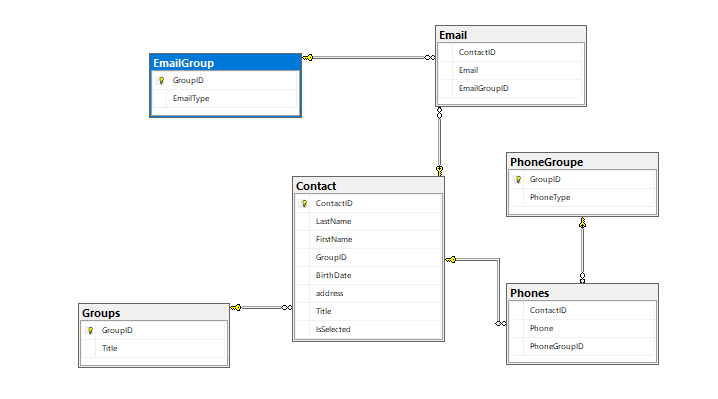 Email
ContactID
Email
EmailGroupID
EmailGroup
GroupID
EmailType
PhoneGroupe
GroupID
PhoneType
Contact
ContactID
LastName
FirstName
GroupID
BirthDate
address
Title
IsSelected
Groups
GroupID
Title
Phones
ContactID
Phone
PhoneGroupID